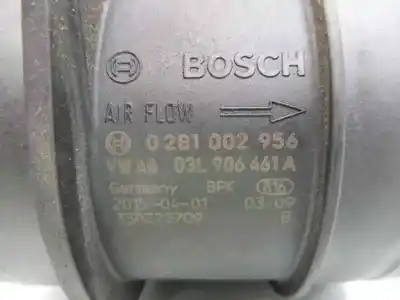 BOSCH
AIR FLOW
0 281 002 956
VW AG 03L 906 461 A
Germany BPK 816
2015-04-01 03:09
B